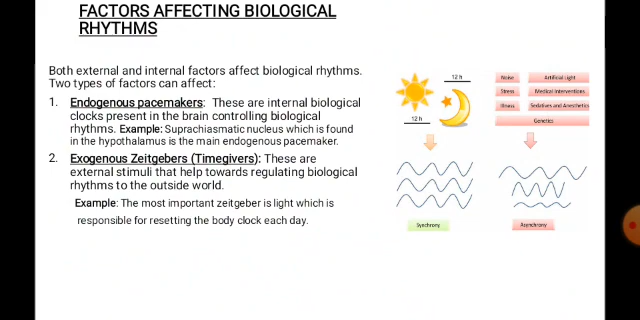 FACTORS AFFECTING BIOLOGICAL
RHYTHMS
Both external and internal factors affect biological rhythms.
Two types of factors can affect:
1. Endogenous pacemakers: These are internal biological
clocks present in the brain controlling biological
rhythms. Example: Suprachiasmatic nucleus which is found
in the hypothalamus is the main endogenous pacemaker.
2. Exogenous Zeitgebers (Timegivers): These are
external stimuli that help towards regulating biological
rhythms to the outside world.
Example: The most important zeitgeber is light which is
responsible for resetting the body clock each day.
12 h
12 h
Synchrony
Noise
Artificial Light
Stress
Medical Interventions
Illness
Sedatives and Anesthetics
Genetics
Asynchrony